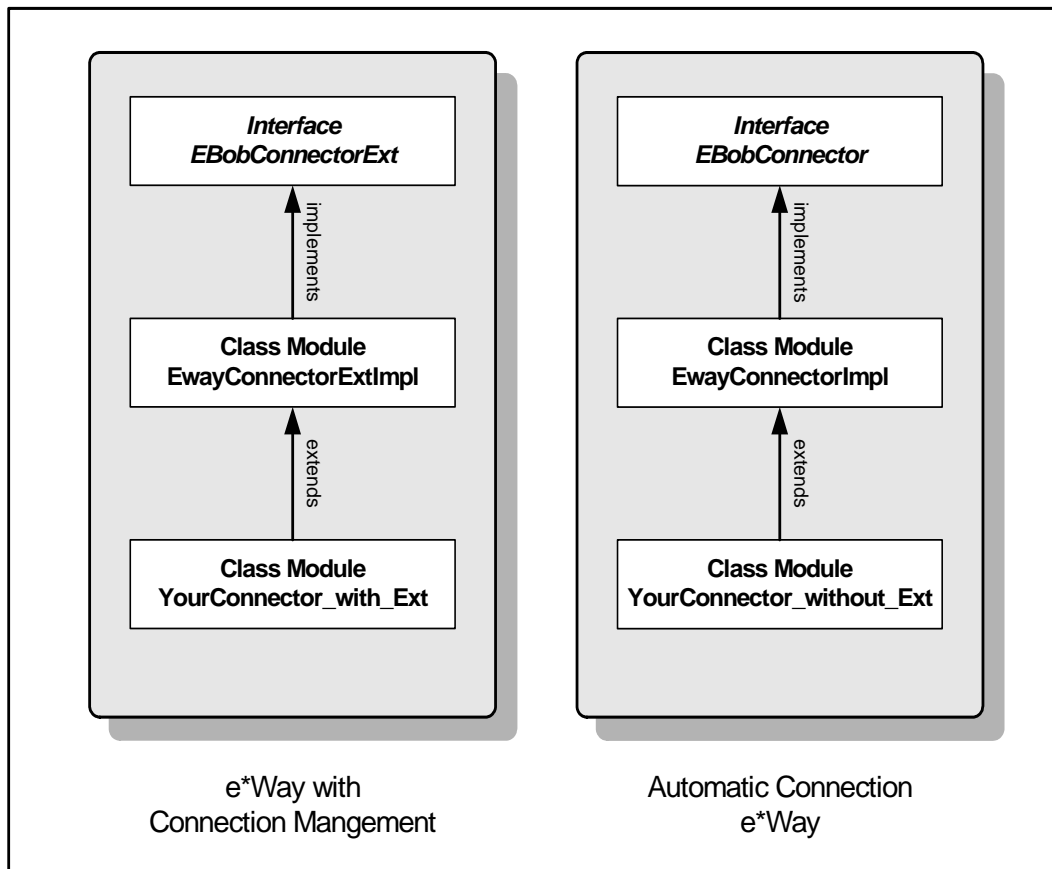 Interface
EBobConnectorExt
implements
Class Module
EwayConnectorExtImpl
extends
Class Module
YourConnector_with_Ext
e*Way with
Connection Mangement
Interface
EBobConnector
implements
Class Module
EwayConnectorImpl
extends
Class Module
YourConnector_without_Ext
Automatic Connection
e*Way